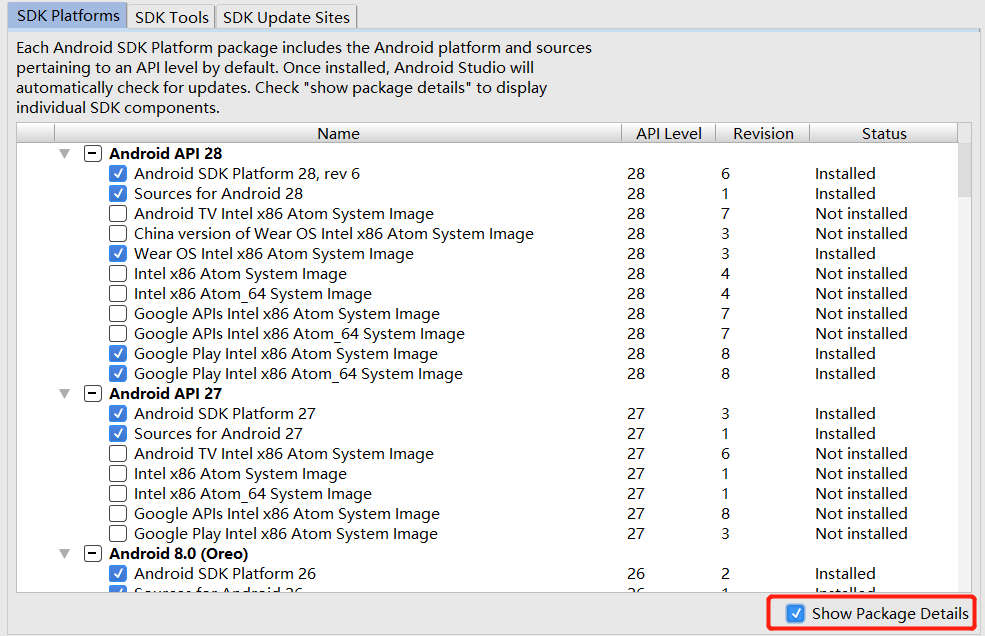 SDK Platforms SDK Tools SDK Update Sites
Each Android SDK Platform package includes the Android platform and sources
pertaining to an API level by default. Once installed, Android Studio will
automatically check for updates. Check "show package details" to display
individual SDK components.
Name API Level Revision Status
Android API 28
Android SDK Platform 28, rev 6 28 6 Installed
Sources for Android 28 28 1 Installed
Android TV Intel x86 Atom System Image 28 7 Not installed
China version of Wear OS Intel x86 Atom System Image 28 3 Not installed
Wear OS Intel x86 Atom System Image 28 3 Installed
Intel x86 Atom System Image 28 4 Not installed
Intel x86 Atom_64 System Image 28 4 Not installed
Google APIs Intel x86 Atom System Image 28 7 Not installed
Google APIs Intel x86 Atom_64 System Image 28 7 Not installed
Google Play Intel x86 Atom System Image 28 8 Installed
Google Play Intel x86 Atom_64 System Image 28 8 Installed
Android API 27
Android SDK Platform 27 27 3 Installed
Sources for Android 27 27 1 Installed
Android TV Intel x86 Atom System Image 27 6 Not installed
Intel x86 Atom System Image 27 1 Not installed
Intel x86 Atom_64 System Image 27 1 Not installed
Google APIs Intel x86 Atom System Image 27 8 Not installed
Google Play Intel x86 Atom System Image 27 3 Not installed
Android 8.0 (Oreo)
Android SDK Platform 26 26 2 Installed
Sources for Android 26 26 1 Installed
Show Package Details